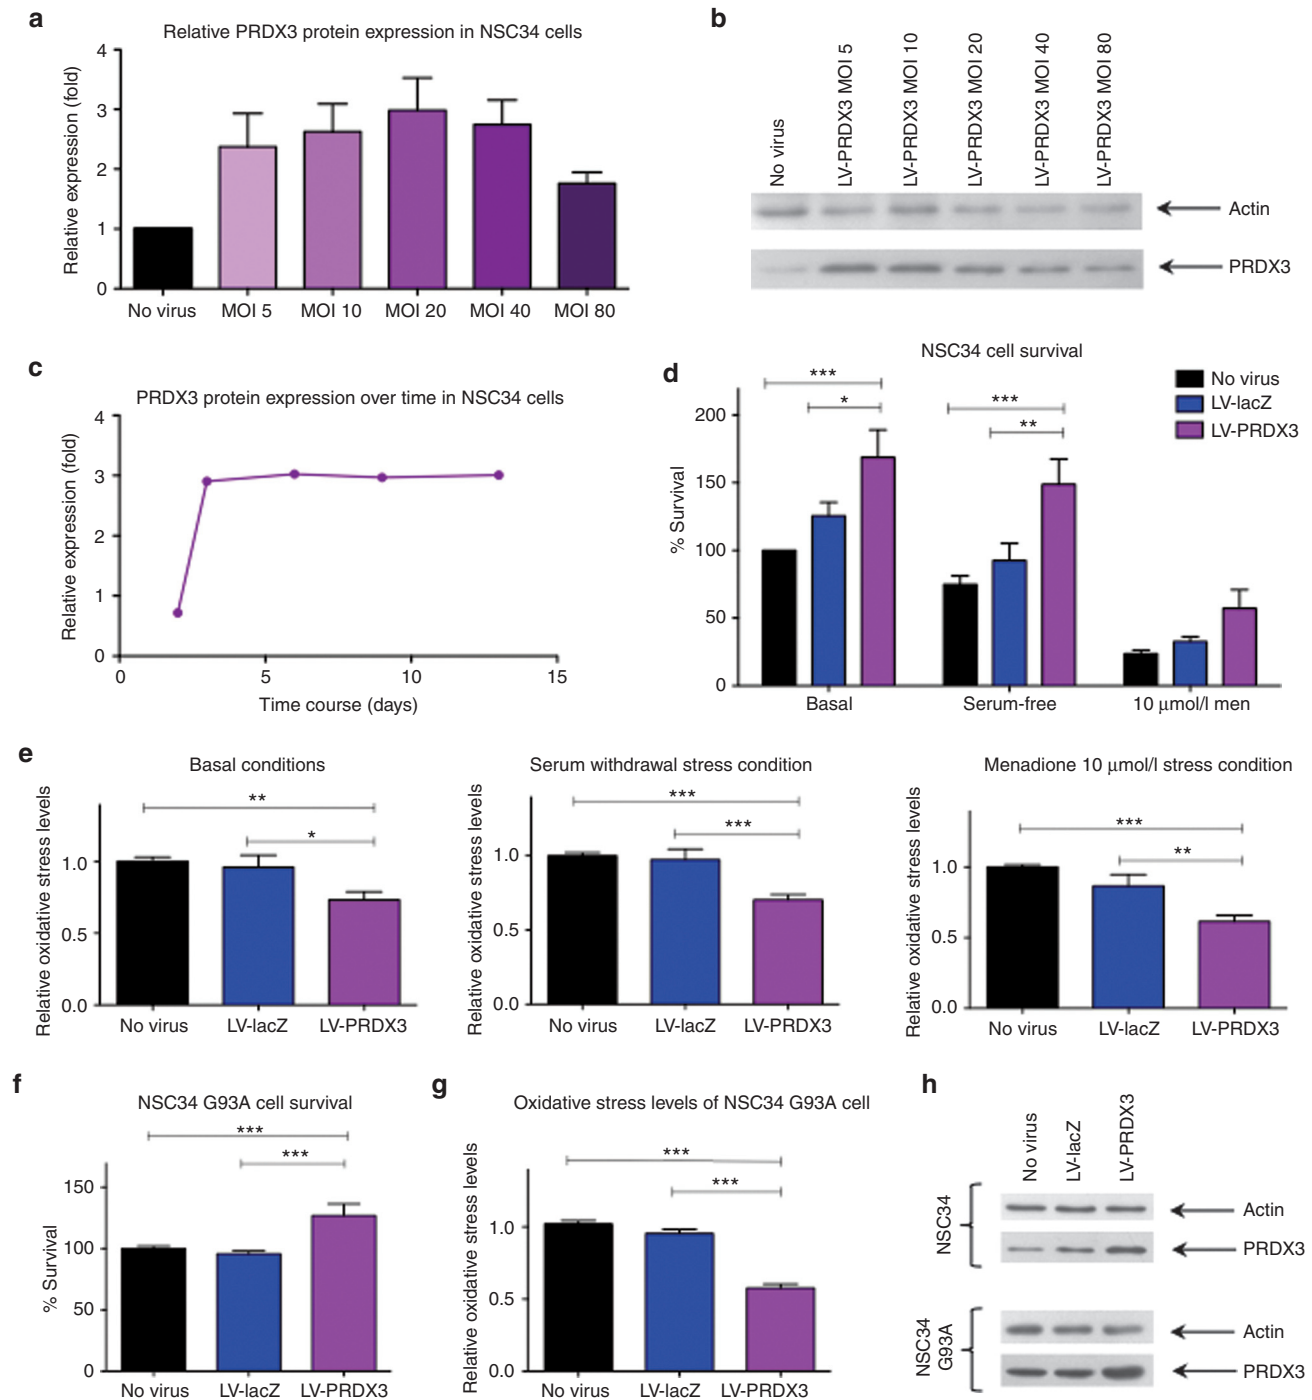 a
Relative PRDX3 protein expression in NSC34 cells
Relative expression (fold)
4
3
2
1
0
No virus MOI 5 MOI 10 MOI 20 MOI 40 MOI 80
b
No virus
LV-PRDX3 MOI 5
LV-PRDX3 MOI 10
LV-PRDX3 MOI 20
LV-PRDX3 MOI 40
LV-PRDX3 MOI 80
Actin
PRDX3
c
PRDX3 protein expression over time in NSC34 cells
Relative expression (fold)
4
3
2
1
0
0 5 10 15
Time course (days)
d
NSC34 cell survival
No virus
LV-lacZ
LV-PRDX3
% Survival
200
150
100
50
0
***
*
***
**
Basal Serum-free 10 μmol/l men
e
Basal conditions
Relative oxidative stress levels
1.0
0.5
0.0
**
*
No virus LV-lacZ LV-PRDX3
Serum withdrawal stress condition
Relative oxidative stress levels
1.0
0.5
0.0
***
***
No virus LV-lacZ LV-PRDX3
Menadione 10 μmol/l stress condition
Relative oxidative stress levels
1.0
0.5
0.0
***
**
No virus LV-lacZ LV-PRDX3
f
NSC34 G93A cell survival
% Survival
150
100
50
0
***
***
No virus LV-lacZ LV-PRDX3
g
Oxidative stress levels of NSC34 G93A cell
Relative oxidative stress levels
1.0
0.5
0.0
***
***
No virus LV-lacZ LV-PRDX3
h
No virus
LV-lacZ
LV-PRDX3
NSC34
Actin
PRDX3
NSC34
G93A
Actin
PRDX3